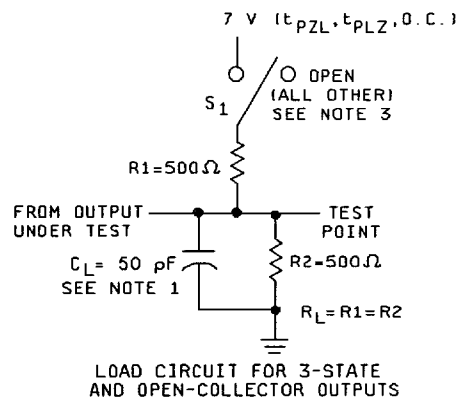 7 V (tPZL, tPLZ, O.C.)
OPEN
(ALL OTHER)
SEE NOTE 3
S1
R1=500Ω
FROM OUTPUT
UNDER TEST
TEST
POINT
CL= 50 pF
SEE NOTE 1
R2=500Ω
RL=R1=R2
LOAD CIRCUIT FOR 3-STATE
AND OPEN-COLLECTOR OUTPUTS